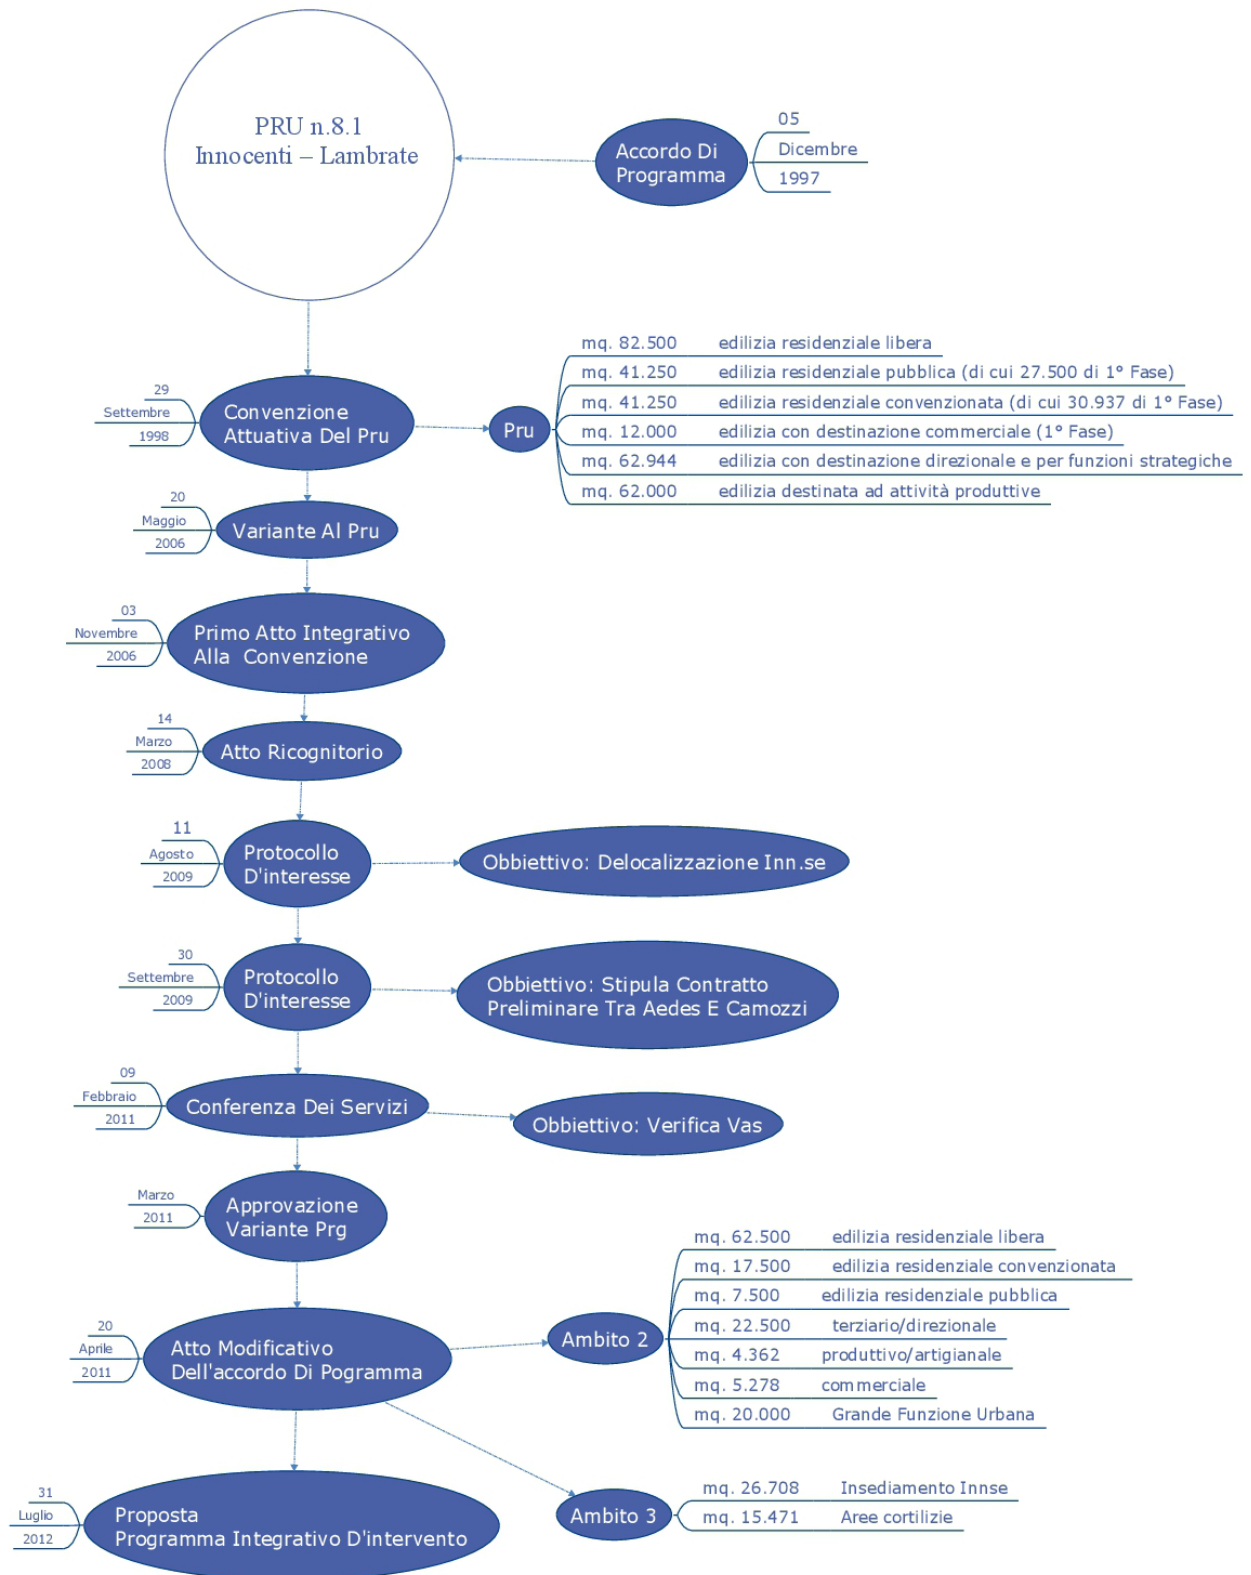 PRU n.8.1
Innocenti – Lambrate
Accordo Di
Programma
05
Dicembre
1997
29
Settembre
1998
Convenzione
Attuativa Del Pru
Pru
mq. 82.500 edilizia residenziale libera
mq. 41.250 edilizia residenziale pubblica (di cui 27.500 di 1° Fase)
mq. 41.250 edilizia residenziale convenzionata (di cui 30.937 di 1° Fase)
mq. 12.000 edilizia con destinazione commerciale (1° Fase)
mq. 62.944 edilizia con destinazione direzionale e per funzioni strategiche
mq. 62.000 edilizia destinata ad attività produttive
20
Maggio
2006
Variante Al Pru
03
Novembre
2006
Primo Atto Integrativo
Alla Convenzione
14
Marzo
2008
Atto Ricognitorio
11
Agosto
2009
Protocollo
D'interesse
Obbiettivo: Delocalizzazione Inn.se
30
Settembre
2009
Protocollo
D'interesse
Obbiettivo: Stipula Contratto
Preliminare Tra Aedes E Camozzi
09
Febbraio
2011
Conferenza Dei Servizi
Obbiettivo: Verifica Vas
Marzo
2011
Approvazione
Variante Prg
20
Aprile
2011
Atto Modificativo
Dell'accordo Di Pogramma
Ambito 2
mq. 62.500 edilizia residenziale libera
mq. 17.500 edilizia residenziale convenzionata
mq. 7.500 edilizia residenziale pubblica
mq. 22.500 terziario/direzionale
mq. 4.362 produttivo/artigianale
mq. 5.278 commerciale
mq. 20.000 Grande Funzione Urbana
Ambito 3
mq. 26.708 Insediamento Innse
mq. 15.471 Aree cortilizie
31
Luglio
2012
Proposta
Programma Integrativo D'intervento